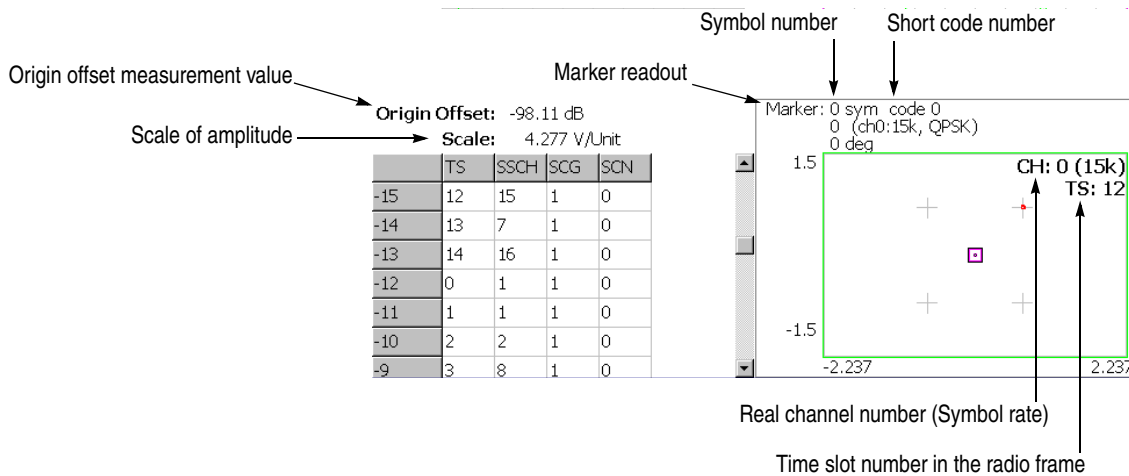 Symbol number
Short code number
Origin offset measurement value
Marker readout
Origin Offset: -98.11 dB
Scale of amplitude
Scale: 4.277 V/Unit
TS SSCH SCG SCN
-15 12 15 1 0
-14 13 7 1 0
-13 14 16 1 0
-12 0 1 1 0
-11 1 1 1 0
-10 2 2 1 0
-9 3 8 1 0
Marker: 0 sym code 0
0 (ch0:15k, QPSK)
0 deg
1.5
CH: 0 (15k)
TS: 12
-1.5
-2.237 2.237
Real channel number (Symbol rate)
Time slot number in the radio frame